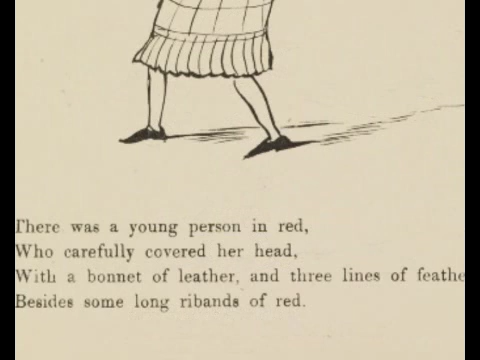 There was a young person in red,
Who carefully covered her head,
With a bonnet of leather, and three lines of feathe
Besides some long ribands of red.